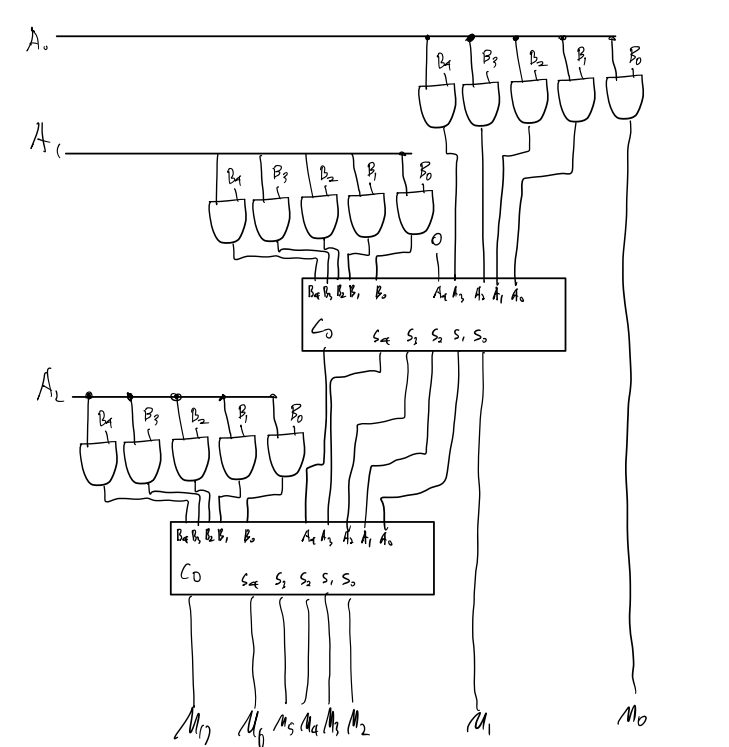 A0
B4 B3 B2 B1 B0
A1
B4 B3 B2 B1 B0
0
B4 B3 B2 B1 B0 A4 A3 A2 A1 A0
C0 S4 S3 S2 S1 S0
A2
B4 B3 B2 B1 B0
B4 B3 B2 B1 B0 A4 A3 A2 A1 A0
C0 S4 S3 S2 S1 S0
M7 M6 M5 M4 M3 M2 M1 M0